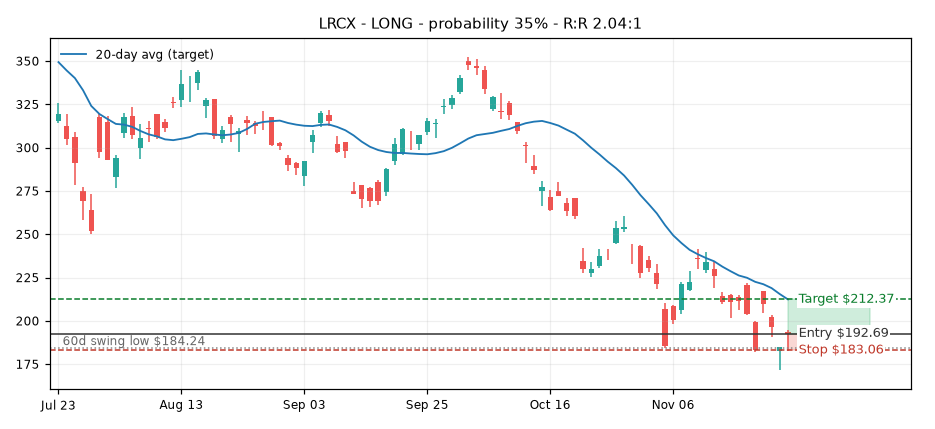 LRCX - LONG - probability 35% - R:R 2.04:1
20-day avg (target)
350
325
300
275
250
225
200
175
Target $212.37
Entry $192.69
60d swing low $184.24
Stop $183.06
Jul 23
Aug 13
Sep 03
Sep 25
Oct 16
Nov 06